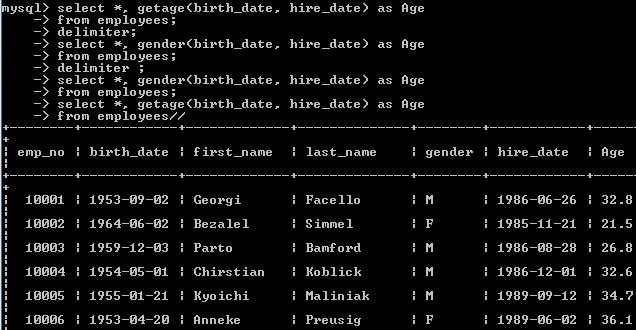 mysql> select *, getage(birth_date, hire_date) as Age
-> from employees;
-> delimiter;
-> select *, gender(birth_date, hire_date) as Age
-> from employees;
-> delimiter ;
-> select *, gender(birth_date, hire_date) as Age
-> from employees;
-> select *, getage(birth_date, hire_date) as Age
-> from employees//
+--------+------------+------------+-----------+--------+------------+------
+
| emp_no | birth_date | first_name | last_name | gender | hire_date | Age
|
+--------+------------+------------+-----------+--------+------------+------
+
| 10001 | 1953-09-02 | Georgi | Facello | M | 1986-06-26 | 32.8
|
| 10002 | 1964-06-02 | Bezalel | Simmel | F | 1985-11-21 | 21.5
|
| 10003 | 1959-12-03 | Parto | Bamford | M | 1986-08-28 | 26.8
|
| 10004 | 1954-05-01 | Chirstian | Koblick | M | 1986-12-01 | 32.6
|
| 10005 | 1955-01-21 | Kyoichi | Maliniak | M | 1989-09-12 | 34.7
|
| 10006 | 1953-04-20 | Anneke | Preusig | F | 1989-06-02 | 36.1